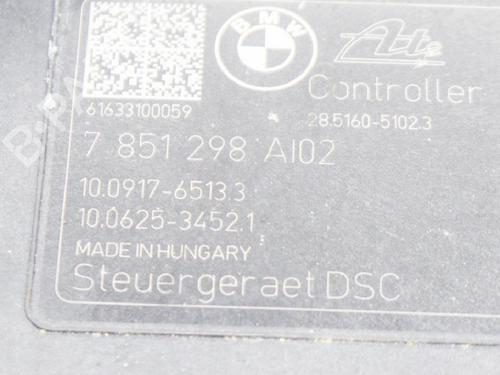 BMW
Ate
Controller
61633100059
28.5160-5102.3
7 851 298 AI02
10.0917-6513.3
10.0625-3452.1
MADE IN HUNGARY
Steuergeraet DSC